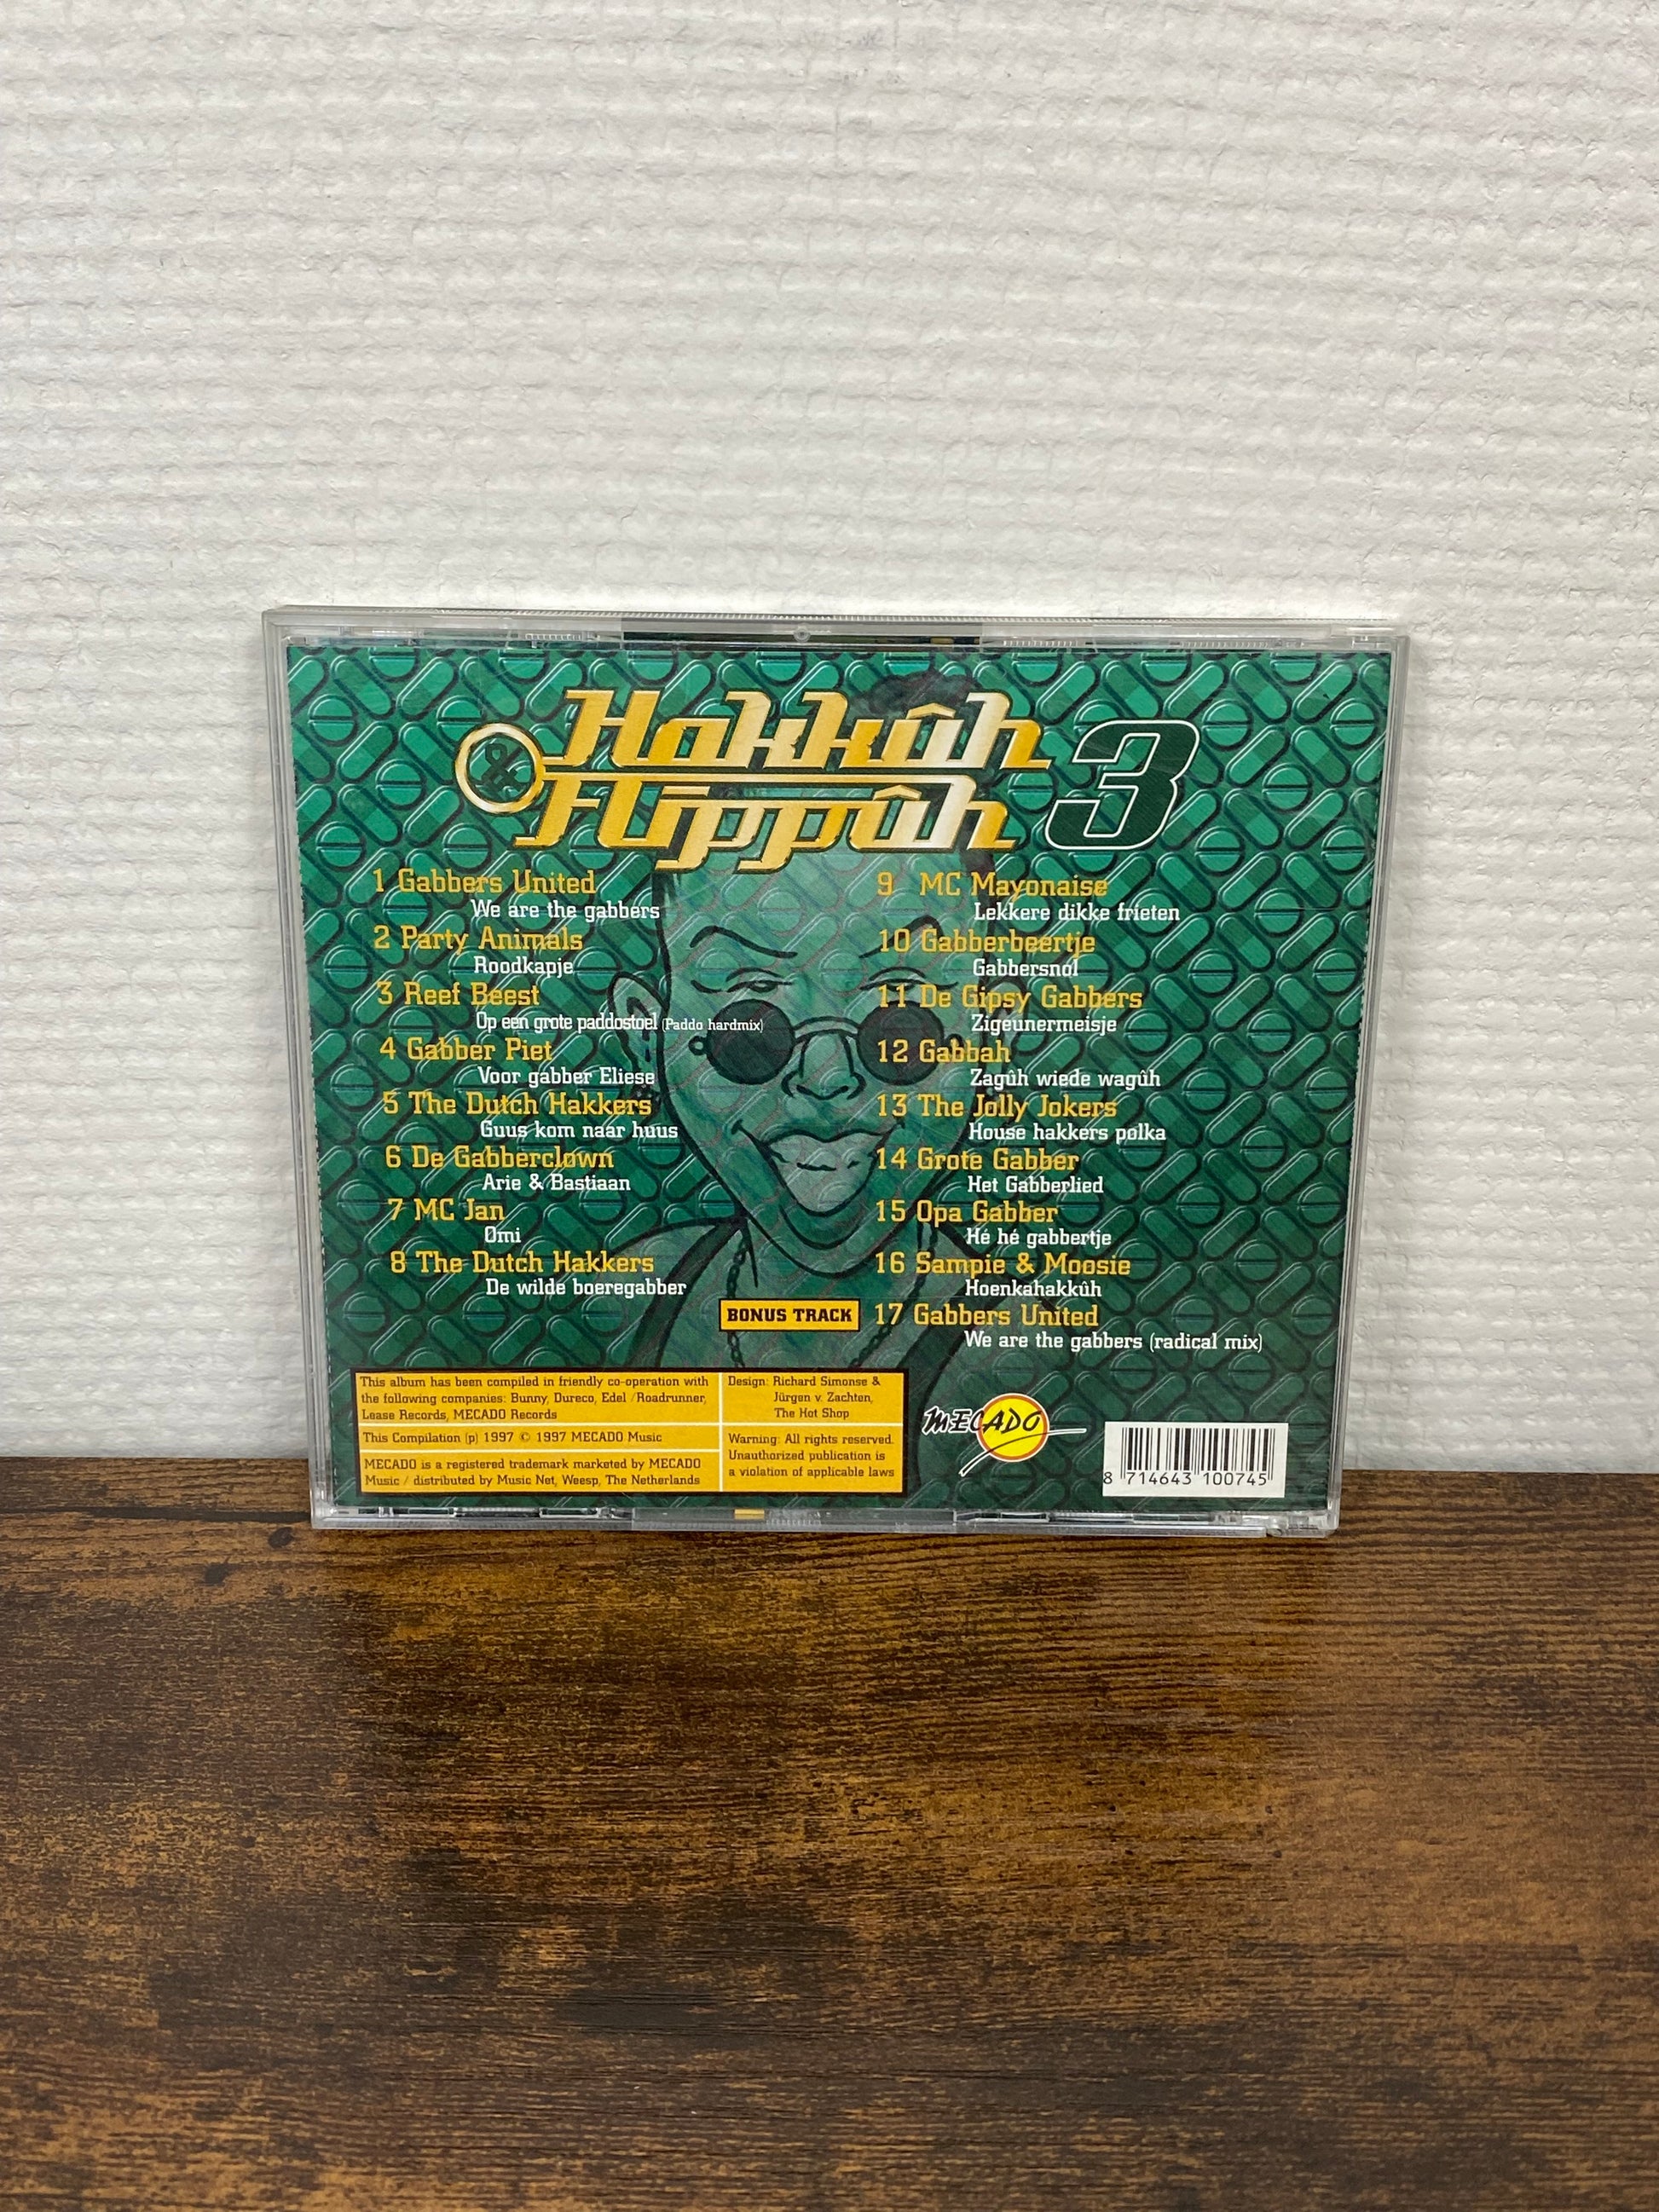 Hakkûh
& Flippûh 3
1 Gabbers United
We are the gabbers
2 Party Animals
Roodkapje
3 Reef Beest
Op een grote paddostoel (Paddo hardmix)
4 Gabber Piet
Voor gabber Eliese
5 The Dutch Hakkers
Guus kom naar huus
6 De Gabberclown
Arie & Bastiaan
7 MC Jan
Omi
8 The Dutch Hakkers
De wilde boeregabber
9 MC Mayonaise
Lekkere dikke frieten
10 Gabberbeertje
Gabbersnol
11 De Gipsy Gabbers
Zigeunermeisje
12 Gabbah
Zagûh wiede wagûh
13 The Jolly Jokers
House hakkers polka
14 Grote Gabber
Het Gabberlied
15 Opa Gabber
Hé hé gabbertje
16 Sampie & Moosie
Hoenkahakkûh
BONUS TRACK 17 Gabbers United
We are the gabbers (radical mix)
This album has been compiled in friendly co-operation with
the following companies: Bunny, Dureco, Edel /Roadrunner,
Lease Records, MECADO Records
This Compilation (p) 1997 © 1997 MECADO Music
MECADO is a registered trademark marketed by MECADO
Music / distributed by Music Net, Weesp, The Netherlands
Design: Richard Simonse &
Jürgen v. Zachten,
The Hot Shop
Warning: All rights reserved.
Unauthorized publication is
a violation of applicable laws
MECADO
8 714643 100745